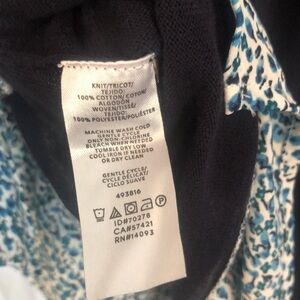 KNIT/TRICOT/
TEJIDO:
100% COTTON/COTON/
ALGODÓN
WOVEN/TISSÉ/
TEJIDO:
100% POLYESTER/POLIÉSTER
MACHINE WASH COLD
GENTLE CYCLE
ONLY NON-CHLORINE
BLEACH WHEN NEEDED
TUMBLE DRY LOW
COOL IRON IF NEEDED
OR DRY CLEAN
GENTLE CYCLE/
CYCLE DÉLICAT/
CICLO SUAVE
493816
P
ID#70278
CA#57421
RN#14093